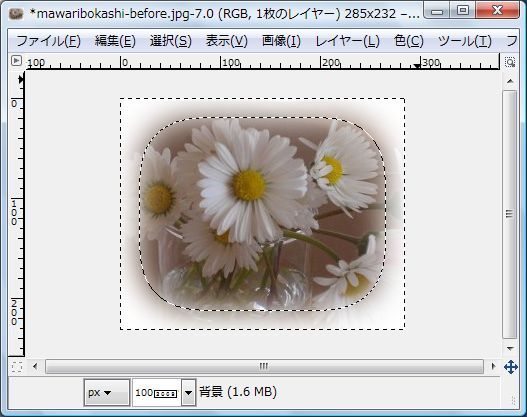 *mawaribokashi-before.jpg-7.0 (RGB, 1枚のレイヤー) 285x232 –...
ファイル(F) 編集(E) 選択(S) 表示(V) 画像(I) レイヤー(L) 色(C) ツール(T) フ
100 0 100 200 300
0
100
200
px 100 背景 (1.6 MB)